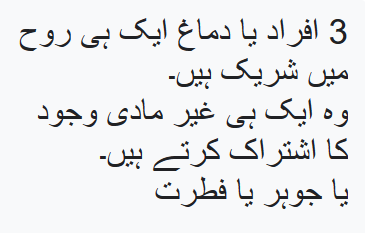 3 افراد یا دماغ ایک ہی روح
میں شریک ہیں۔
وہ ایک ہی غیر مادی وجود
کا اشتراک کرتے ہیں۔
یا جوہر یا فطرت